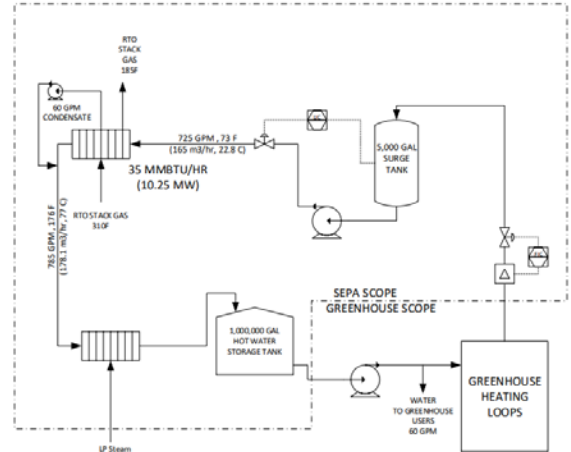 RTO
STACK
GAS
185F
60 GPM
CONDENSATE
725 GPM , 73 F
(165 m3/hr, 22.8 C)
5,000 GAL
SURGE
TANK
35 MMBTU/HR
(10.25 MW)
RTO STACK GAS
310F
785 GPM, 176 F
(178.1 m3/hr, 77 C)
SEPA SCOPE
GREENHOUSE SCOPE
1,000,000 GAL
HOT WATER
STORAGE TANK
WATER
TO GREENHOUSE
USERS
60 GPM
GREENHOUSE
HEATING
LOOPS
LP Steam